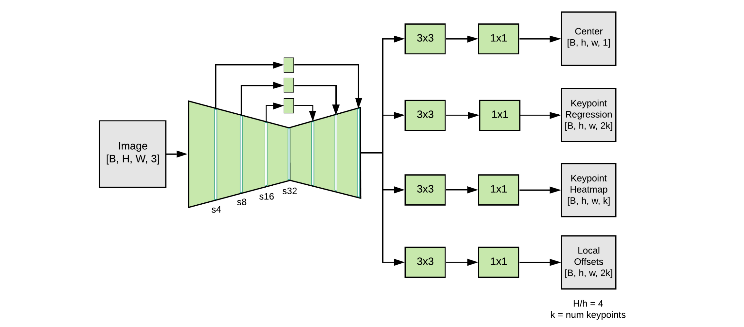 Image
[B, H, W, 3]
s4
s8
s16
s32
3x3
1x1
Center
[B, h, w, 1]
3x3
1x1
Keypoint
Regression
[B, h, w, 2k]
3x3
1x1
Keypoint
Heatmap
[B, h, w, k]
3x3
1x1
Local
Offsets
[B, h, w, 2k]
H/h = 4
k = num keypoints